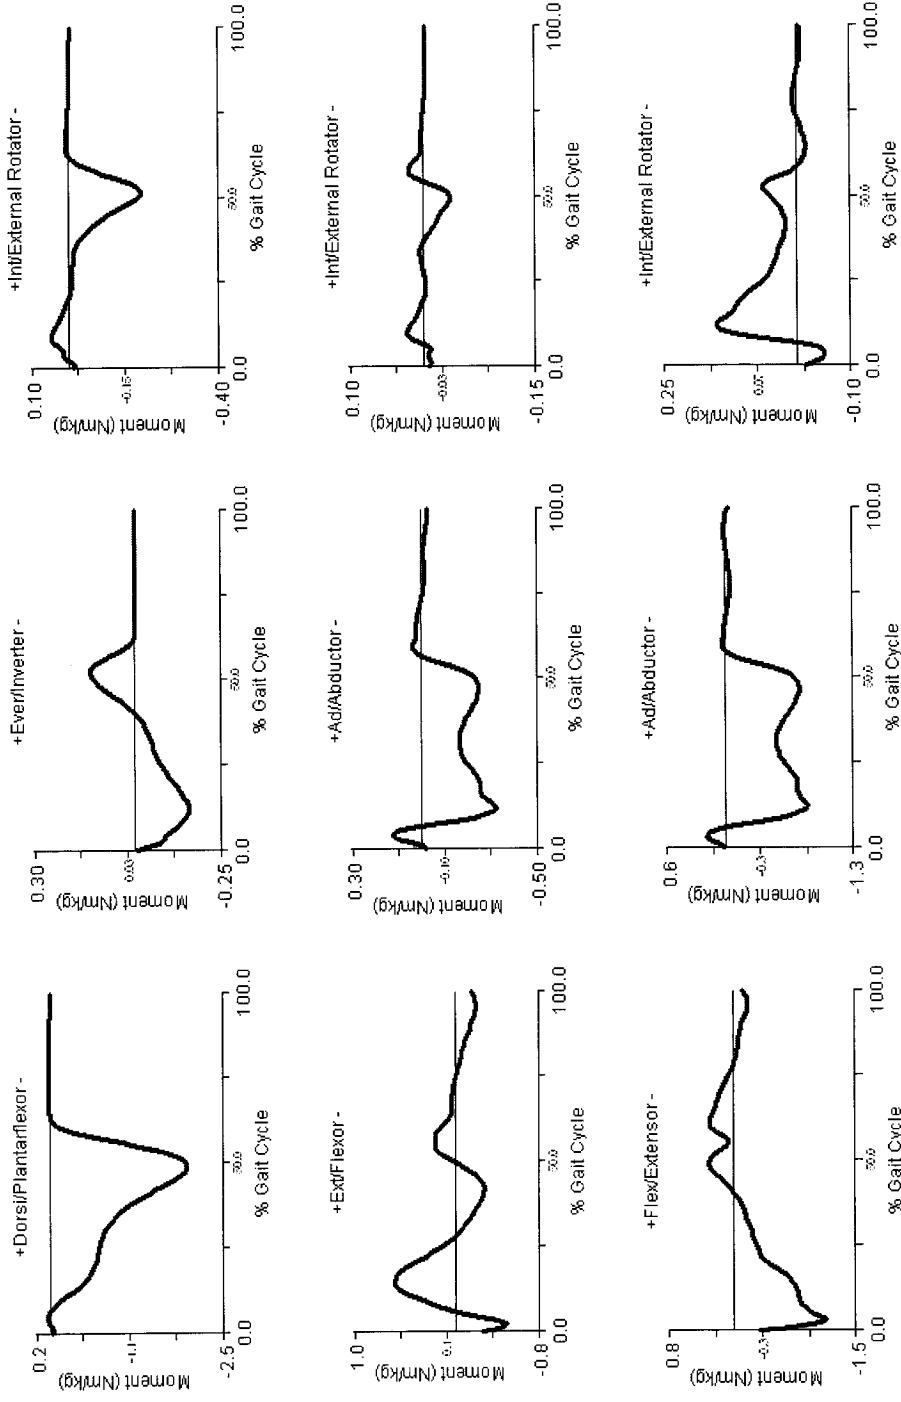 +Dorsi/Plantarflexor -
0.2
Moment (Nm/kg)
-1.1
-2.5
0.0
50.0
100.0
% Gait Cycle
+Ever/Inverter -
0.30
Moment (Nm/kg)
0.03
-0.25
0.0
50.0
100.0
% Gait Cycle
+Int/External Rotator -
0.10
Moment (Nm/kg)
-0.15
-0.40
0.0
50.0
100.0
% Gait Cycle
+Ext/Flexor -
1.0
Moment (Nm/kg)
0.1
-0.8
0.0
50.0
100.0
% Gait Cycle
+Ad/Abductor -
0.30
Moment (Nm/kg)
-0.10
-0.50
0.0
50.0
100.0
% Gait Cycle
+Int/External Rotator -
0.10
Moment (Nm/kg)
-0.03
-0.15
0.0
50.0
100.0
% Gait Cycle
+Flex/Extensor -
0.8
Moment (Nm/kg)
-0.3
-1.5
0.0
50.0
100.0
% Gait Cycle
+Ad/Abductor -
0.6
Moment (Nm/kg)
-0.3
-1.3
0.0
50.0
100.0
% Gait Cycle
+Int/External Rotator -
0.25
Moment (Nm/kg)
0.07
-0.10
0.0
50.0
100.0
% Gait Cycle